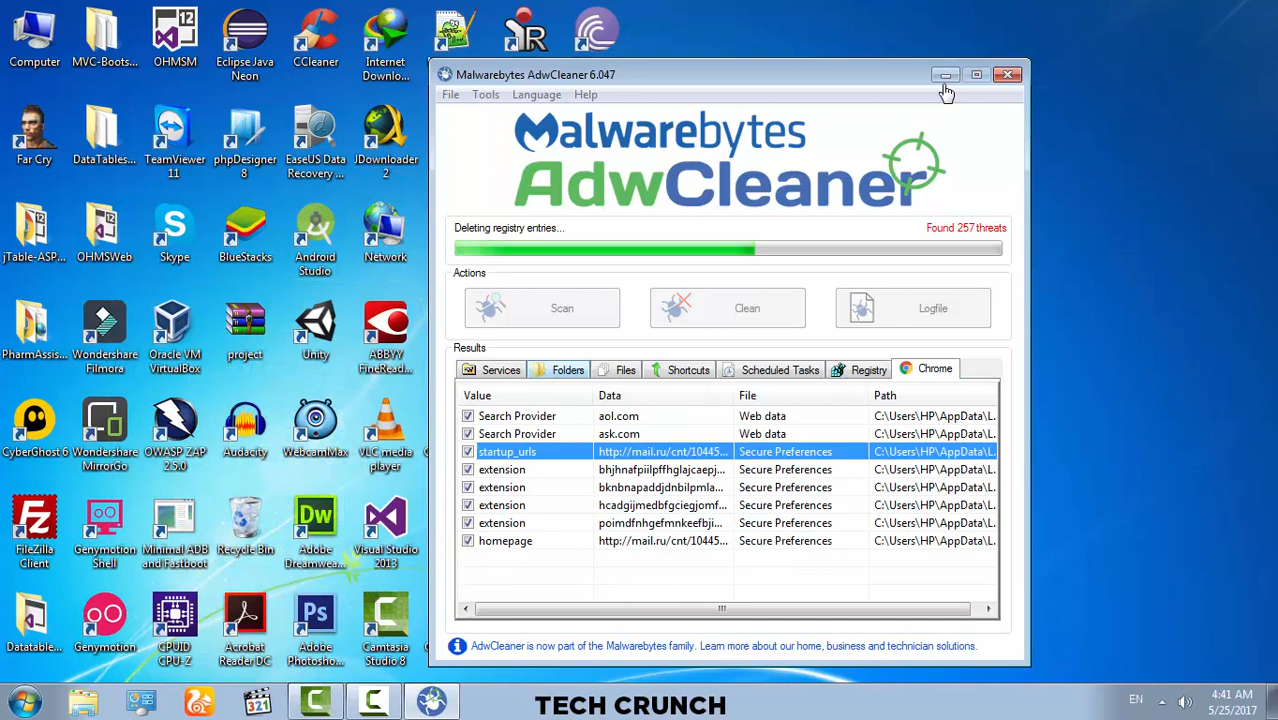 Computer
MVC-Boots...
OHMSM
Eclipse Java
Neon
CCleaner
Internet
Downlo...
Far Cry
DataTables...
TeamViewer
11
phpDesigner
8
EaseUS Data
Recovery ...
JDownloader
2
jTable-ASP...
OHMSWeb
Skype
BlueStacks
Android
Studio
Network
PharmAssis...
Wondershare
Filmora
Oracle VM
VirtualBox
project
Unity
ABBYY
FineRead...
CyberGhost 6
Wondershare
MirrorGo
OWASP ZAP
2.5.0
Audacity
WebcamMax
VLC media
player
FileZilla
Client
Genymotion
Shell
Minimal ADB
and Fastboot
Recycle Bin
Adobe
Dreamwea...
Visual Studio
2013
Datatable...
Genymotion
CPUID
CPU-Z
Acrobat
Reader DC
Adobe
Photosho...
Camtasia
Studio 8
Malwarebytes AdwCleaner 6.047
File Tools Language Help
Malwarebytes
AdwCleaner
Deleting registry entries... Found 257 threats
Actions
Scan Clean Logfile
Results
Services Folders Files Shortcuts Scheduled Tasks Registry Chrome
Value Data File Path
Search Provider aol.com Web data C:\Users\HP\AppData\L.
Search Provider ask.com Web data C:\Users\HP\AppData\L.
startup_urls http://mail.ru/cnt/10445... Secure Preferences C:\Users\HP\AppData\L.
extension bhjhnafpiilpffhglajcaepj... Secure Preferences C:\Users\HP\AppData\L.
extension bknbnapaddjdnbilpmla... Secure Preferences C:\Users\HP\AppData\L.
extension hcadgijmedbfgciegjomf... Secure Preferences C:\Users\HP\AppData\L.
extension poimdfnhgefmnkeefbji... Secure Preferences C:\Users\HP\AppData\L.
homepage http://mail.ru/cnt/10445... Secure Preferences C:\Users\HP\AppData\L.
AdwCleaner is now part of the Malwarebytes family. Learn more about our home, business and technician solutions.
TECH CRUNCH
EN
4:41 AM
5/25/2017